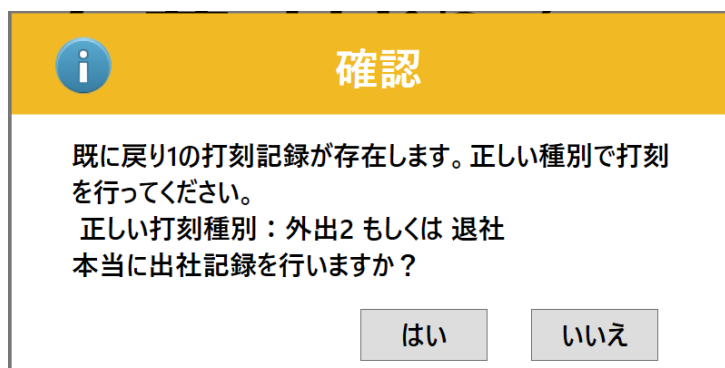 確認
既に戻り1の打刻記録が存在します。正しい種別で打刻
を行ってください。
正しい打刻種別：外出2 もしくは 退社
本当に出社記録を行いますか？
はい
いいえ